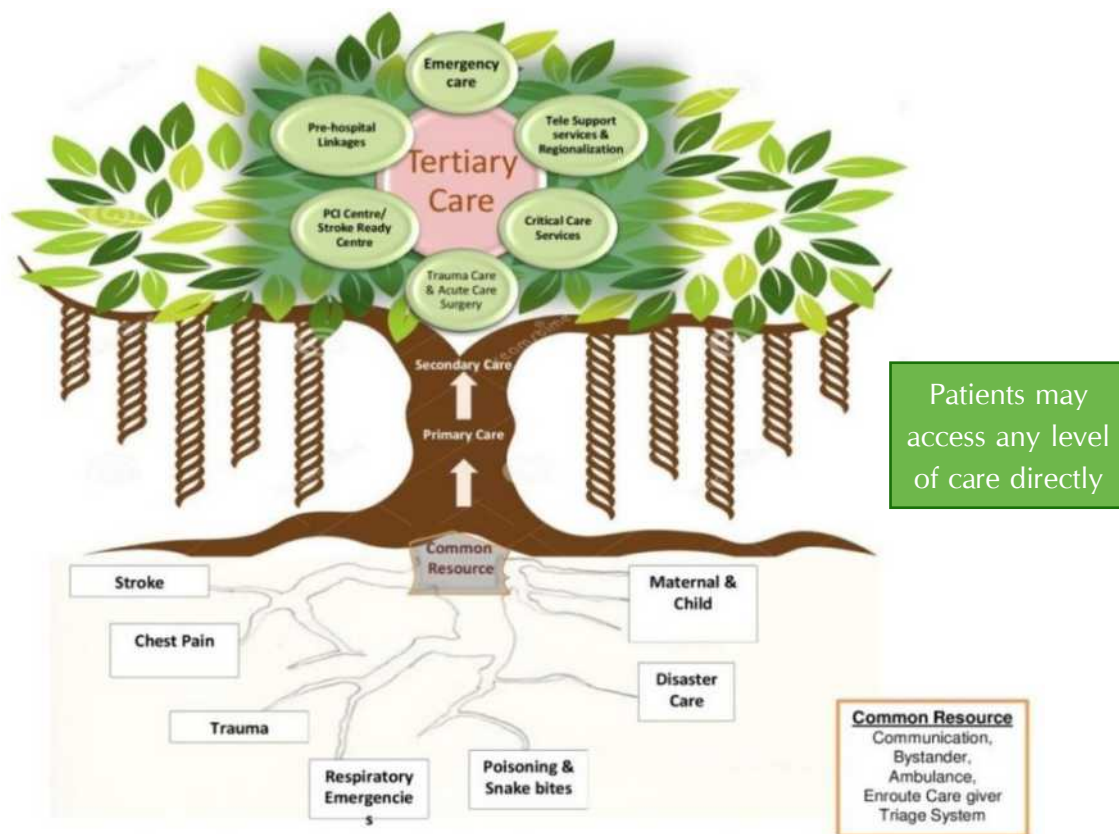 Emergency
care
Pre-hospital
Linkages
Tele Support
services &
Regionalization
Tertiary
Care
PCI Centre/
Stroke Ready
Centre
Critical Care
Services
Trauma Care
& Acute Care
Surgery
Secondary Care
Primary Care
Patients may
access any level
of care directly
Common
Resource
Stroke
Chest Pain
Trauma
Respiratory
Emergencie
s
Poisoning &
Snake bites
Disaster
Care
Maternal &
Child
Common Resource
Communication,
Bystander,
Ambulance,
Enroute Care giver
Triage System